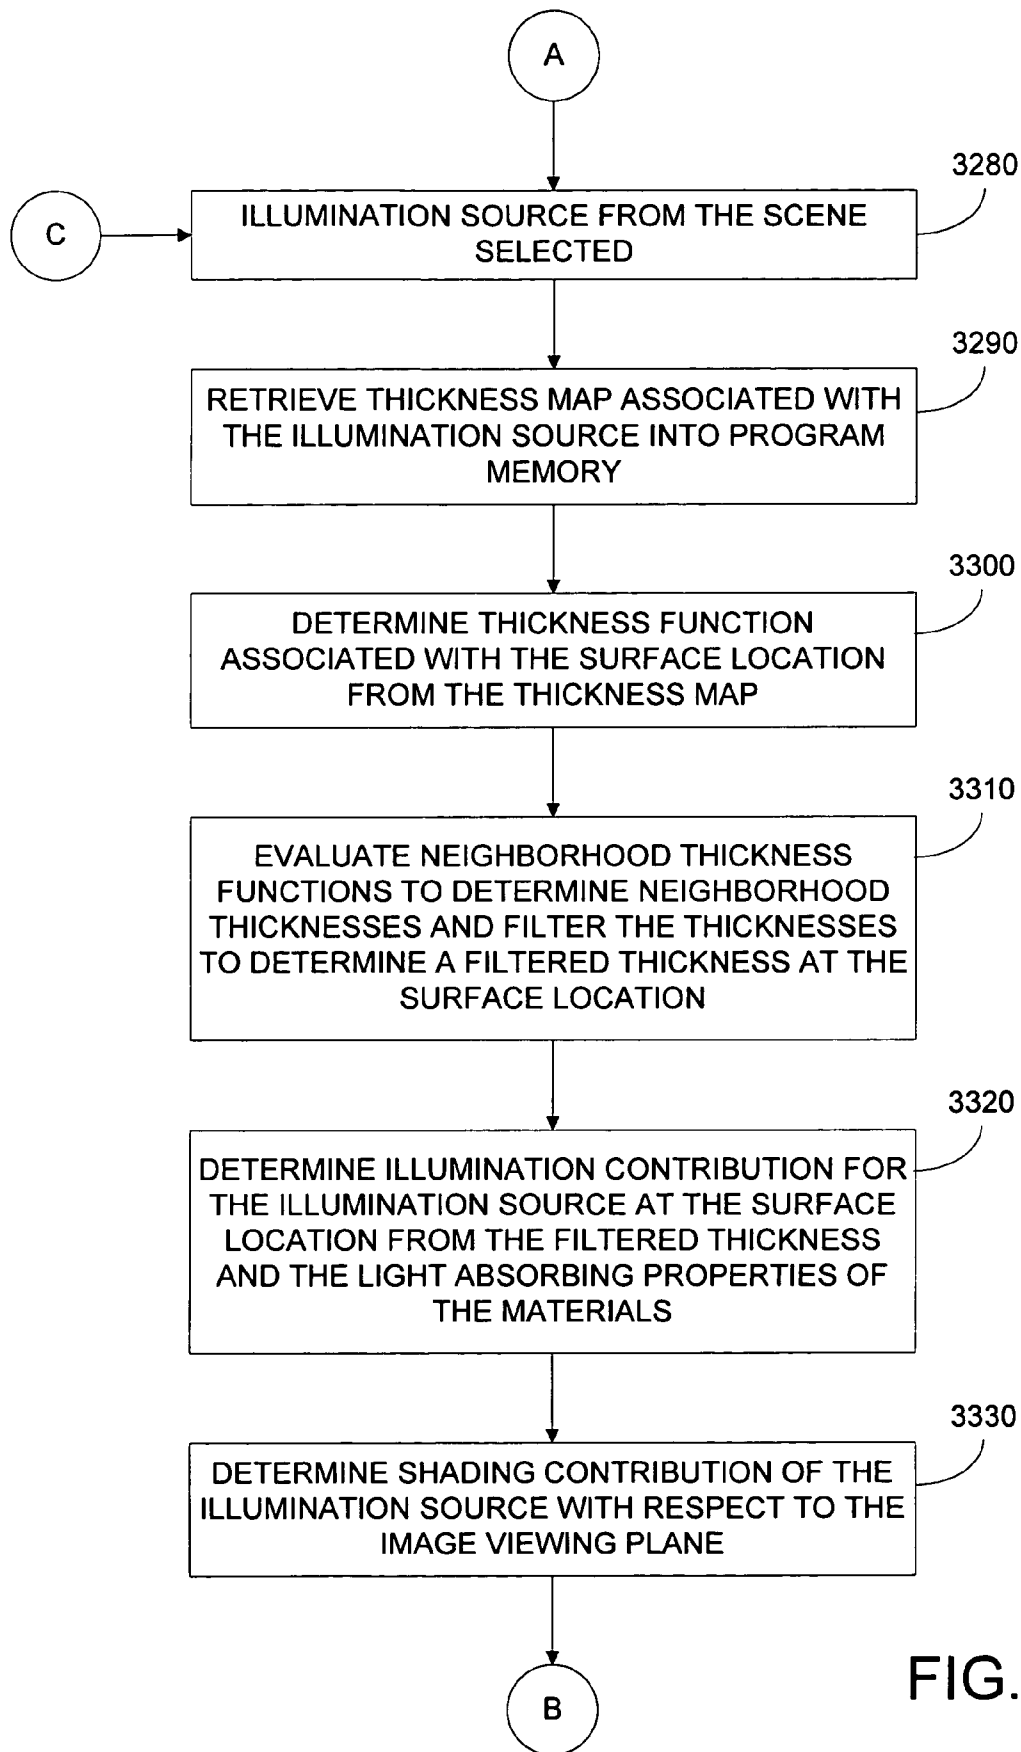 A
3280
C
ILLUMINATION SOURCE FROM THE SCENE
SELECTED
3290
RETRIEVE THICKNESS MAP ASSOCIATED WITH
THE ILLUMINATION SOURCE INTO PROGRAM
MEMORY
3300
DETERMINE THICKNESS FUNCTION
ASSOCIATED WITH THE SURFACE LOCATION
FROM THE THICKNESS MAP
3310
EVALUATE NEIGHBORHOOD THICKNESS
FUNCTIONS TO DETERMINE NEIGHBORHOOD
THICKNESSES AND FILTER THE THICKNESSES
TO DETERMINE A FILTERED THICKNESS AT THE
SURFACE LOCATION
3320
DETERMINE ILLUMINATION CONTRIBUTION FOR
THE ILLUMINATION SOURCE AT THE SURFACE
LOCATION FROM THE FILTERED THICKNESS
AND THE LIGHT ABSORBING PROPERTIES OF
THE MATERIALS
3330
DETERMINE SHADING CONTRIBUTION OF THE
ILLUMINATION SOURCE WITH RESPECT TO THE
IMAGE VIEWING PLANE
FIG.
B